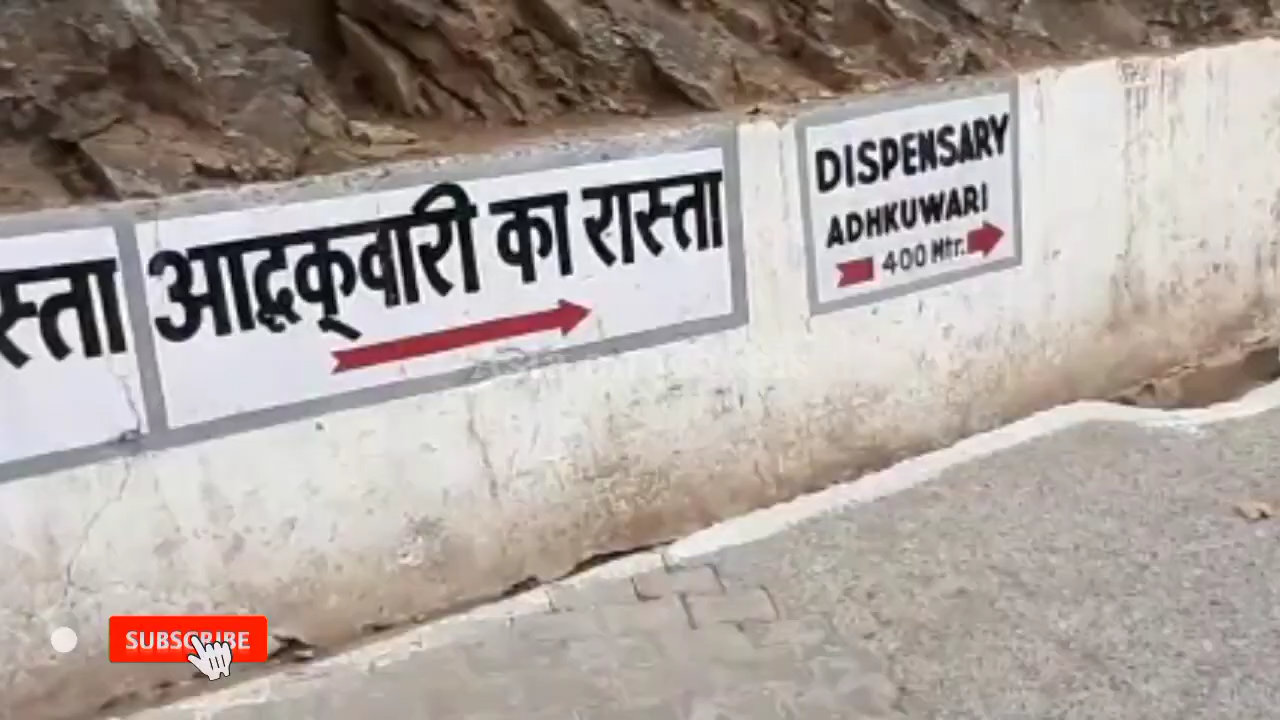 स्ता
आद्धक्वारी का रास्ता
DISPENSARY
ADHKUWARI
400 Mtr.
SUBSCRIBE